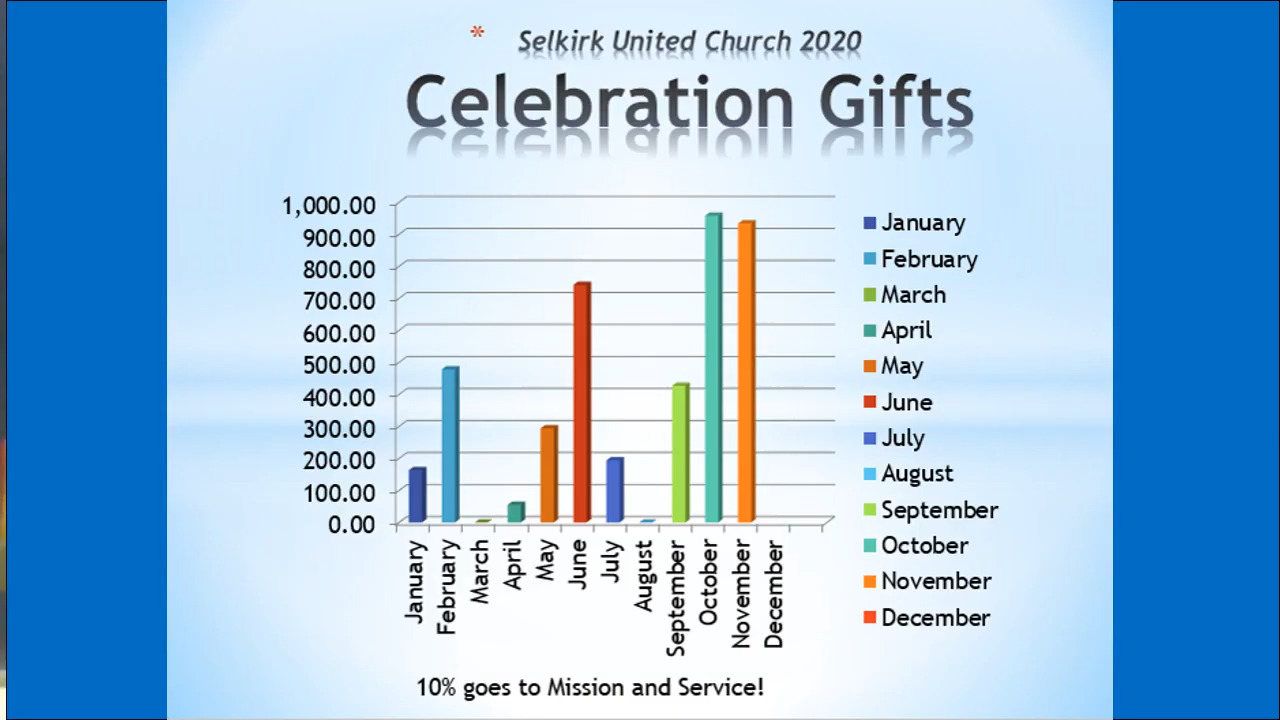 * Selkirk United Church 2020
Celebration Gifts
1,000.00
900.00
800.00
700.00
600.00
500.00
400.00
300.00
200.00
100.00
0.00
January
February
March
April
May
June
July
August
September
October
November
December
January
February
March
April
May
June
July
August
September
October
November
December
10% goes to Mission and Service!